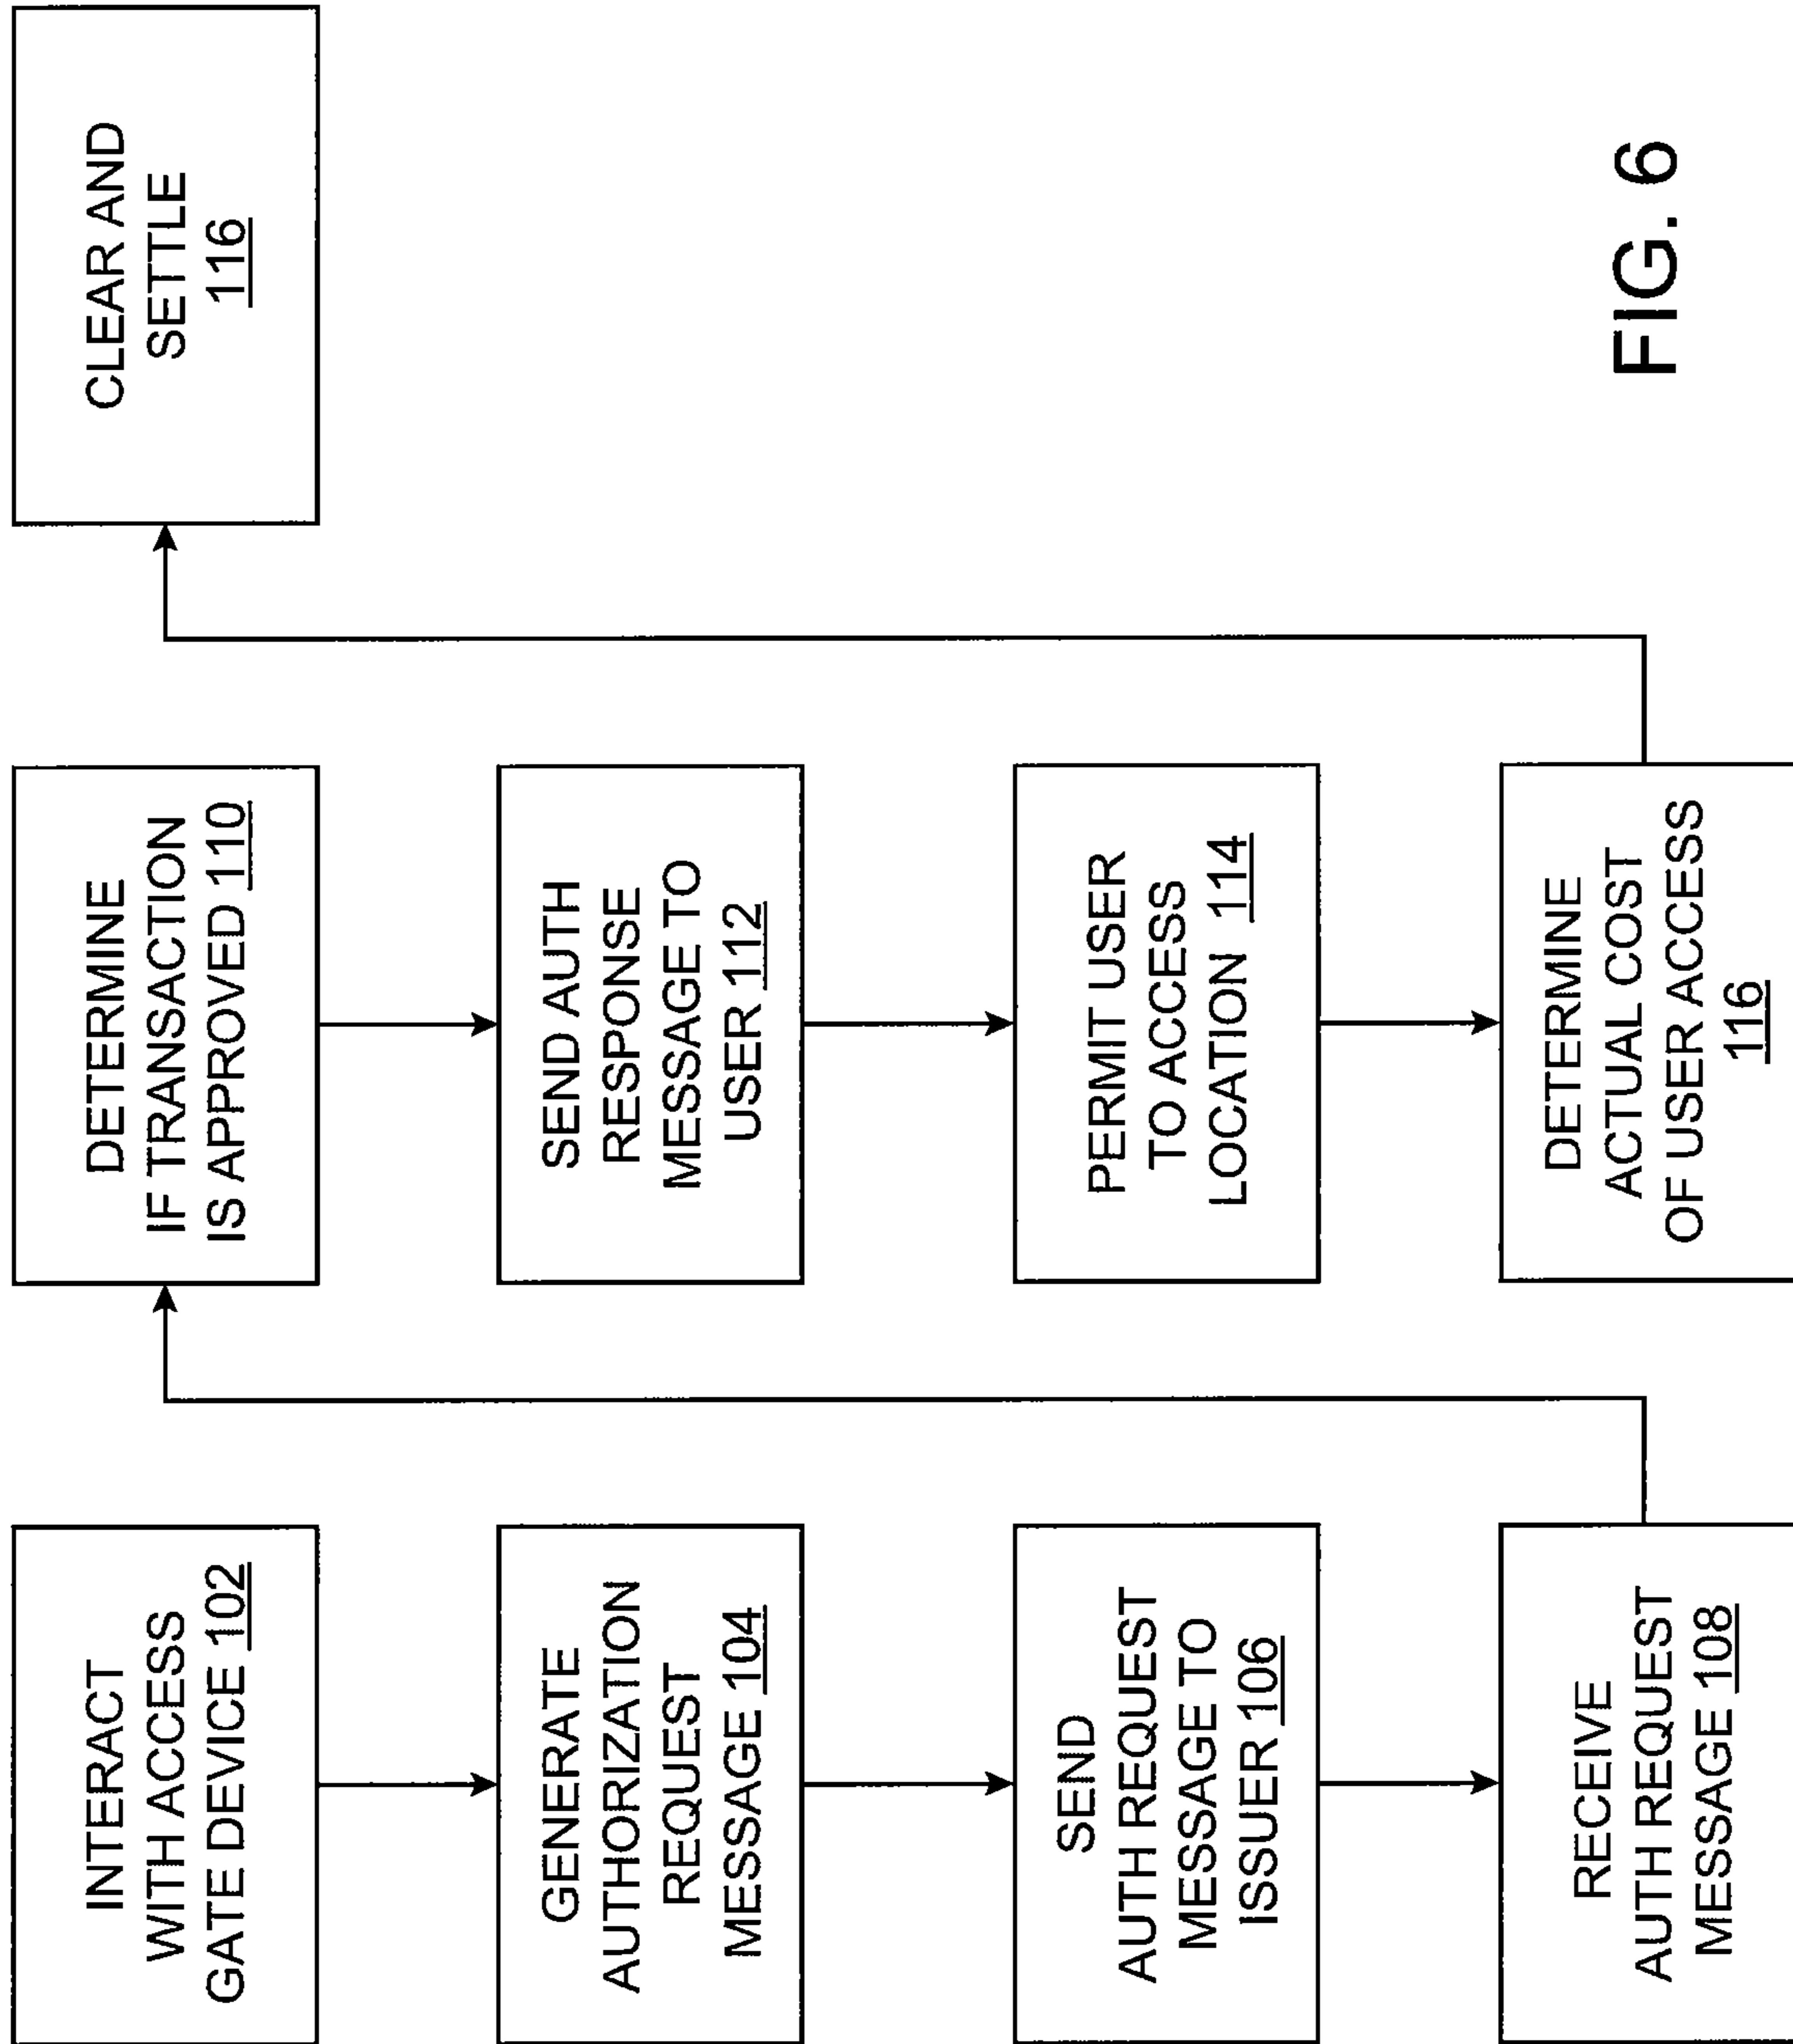 INTERACT
WITH ACCESS
GATE DEVICE 102
GENERATE
AUTHORIZATION
REQUEST
MESSAGE 104
SEND
AUTH REQUEST
MESSAGE TO
ISSUER 106
RECEIVE
AUTH REQUEST
MESSAGE 108
DETERMINE
IF TRANSACTION
IS APPROVED 110
SEND AUTH
RESPONSE
MESSAGE TO
USER 112
PERMIT USER
TO ACCESS
LOCATION 114
DETERMINE
ACTUAL COST
OF USER ACCESS
116
CLEAR AND
SETTLE
116
FIG. 6